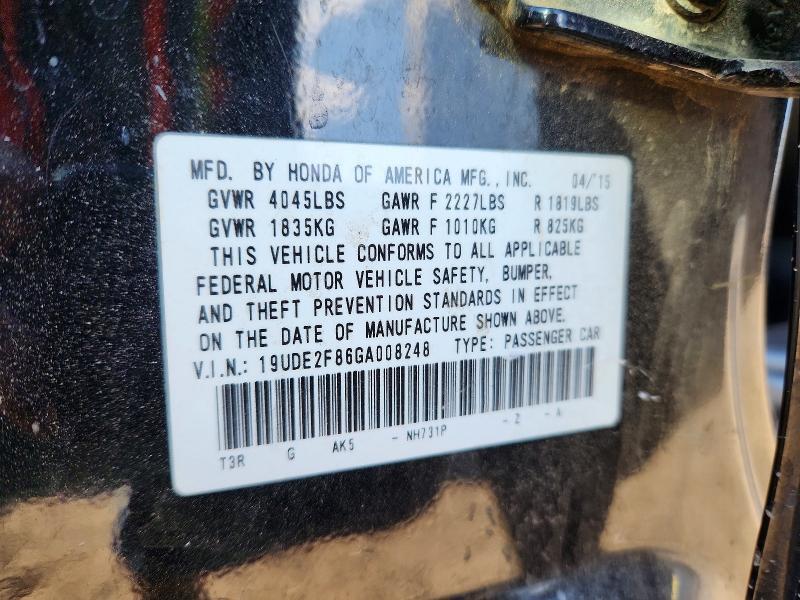 MFD. BY HONDA OF AMERICA MFG., INC. 04/'15
GVWR 4045LBS GAWR F 2227LBS R 1819LBS
GVWR 1835KG GAWR F 1010KG R 825KG
THIS VEHICLE CONFORMS TO ALL APPLICABLE
FEDERAL MOTOR VEHICLE SAFETY, BUMPER,
AND THEFT PREVENTION STANDARDS IN EFFECT
ON THE DATE OF MANUFACTURE SHOWN ABOVE.
V.I.N.: 19UDE2F86GA008248 TYPE: PASSENGER CAR
T3R G AK5 - NH731P - Z - A